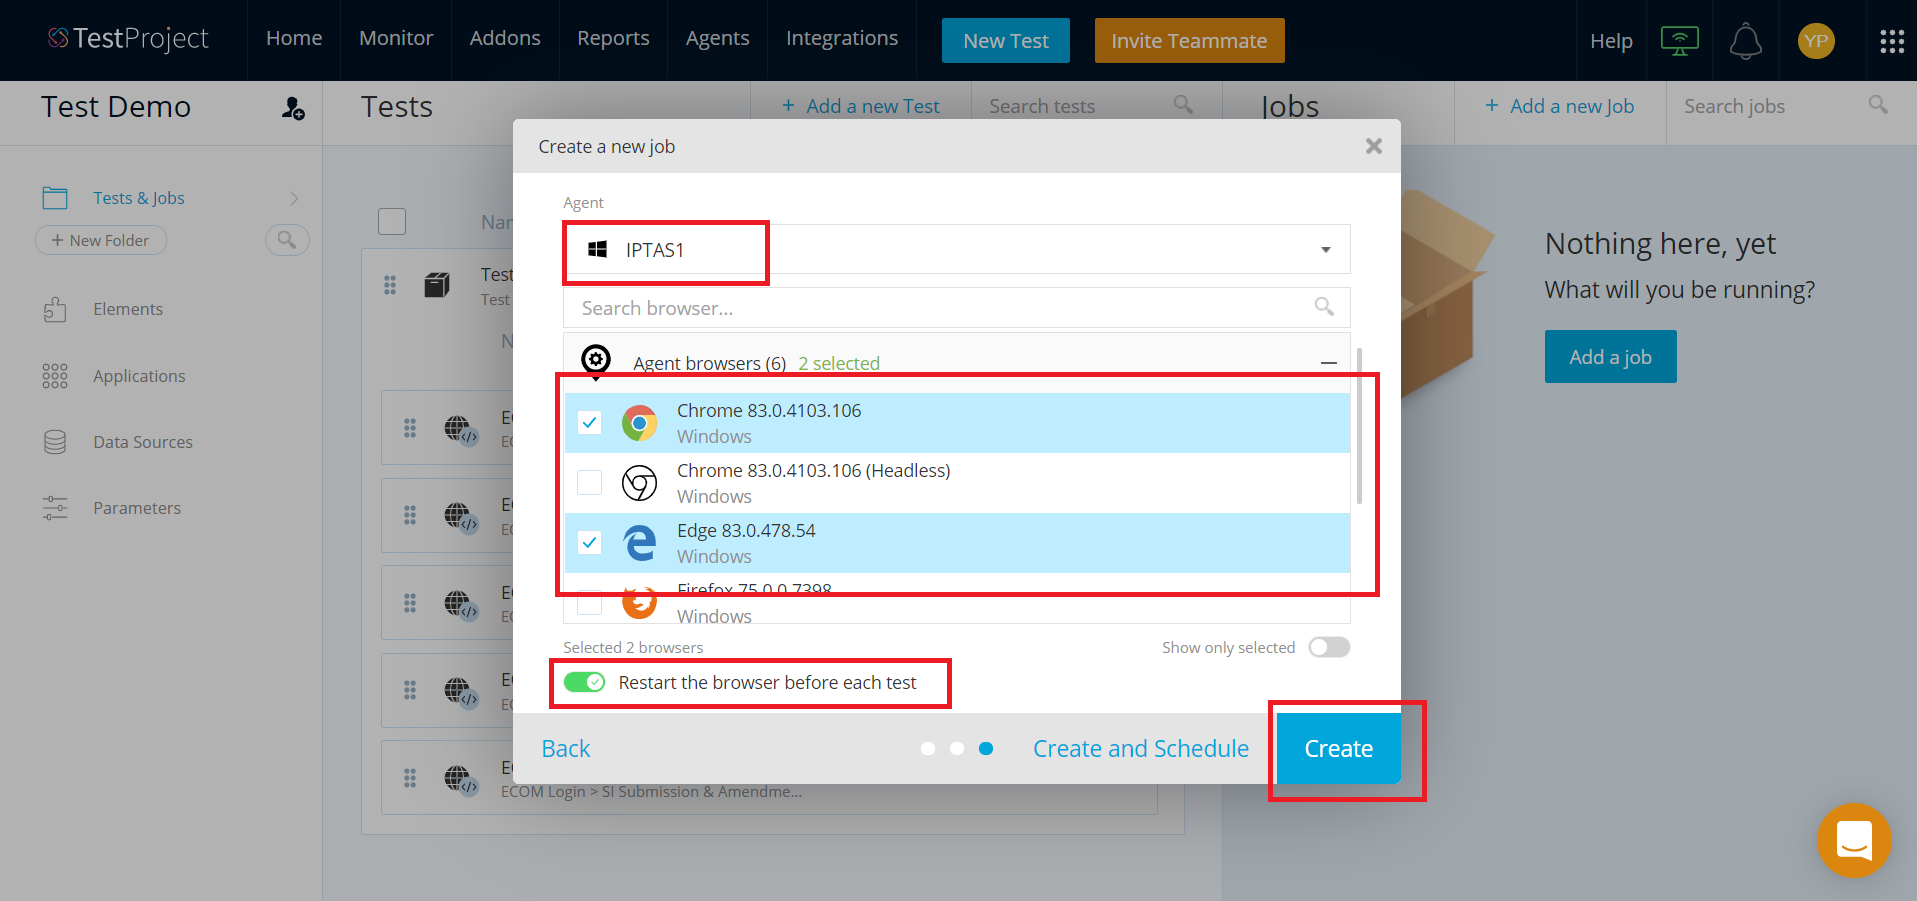 TestProject
Home
Monitor
Addons
Reports
Agents
Integrations
New Test
Invite Teammate
Help
YP
Test Demo
Tests
+ Add a new Test
Search tests
Jobs
+ Add a new Job
Search jobs
Tests & Jobs
+ New Folder
Elements
Applications
Data Sources
Parameters
Test
Test
ECOM Login > SI Submission & Amendme...
Create a new job
Agent
IPTAS1
Search browser...
Agent browsers (6) 2 selected
Chrome 83.0.4103.106
Windows
Chrome 83.0.4103.106 (Headless)
Windows
Edge 83.0.478.54
Windows
Firefox 75.0.0.7398
Windows
Selected 2 browsers
Show only selected
Restart the browser before each test
Back
Create and Schedule
Create
Nothing here, yet
What will you be running?
Add a job